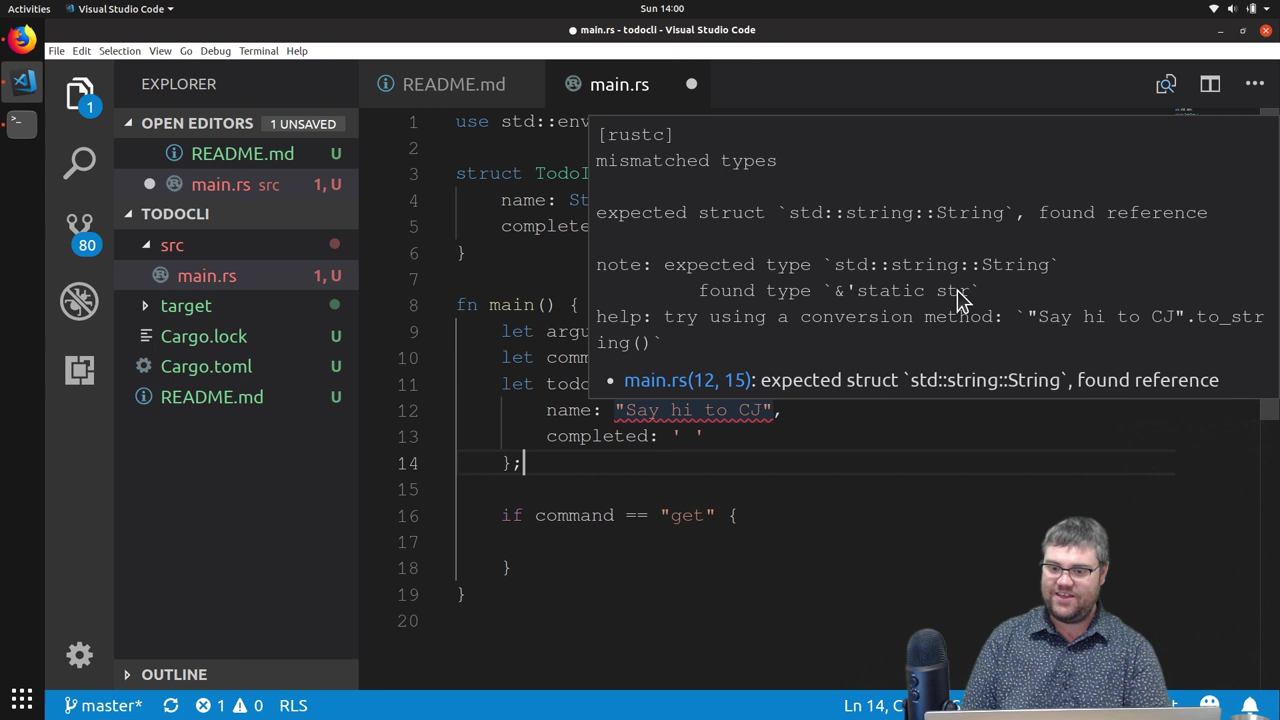 Activities
Visual Studio Code
Sun 14:00
main.rs - todocli - Visual Studio Code
File Edit Selection View Go Debug Terminal Help
EXPLORER
OPEN EDITORS 1 UNSAVED
README.md U
main.rs src 1, U
TODOCLI
src
main.rs 1, U
target
Cargo.lock U
Cargo.toml U
README.md U
OUTLINE
1
80
README.md
main.rs
1 use std::env
2
3 struct TodoI
4 name: St
5 complete
6 }
7
8 fn main() {
9 let argu
10 let comm
11 let todo
12 name: "Say hi to CJ",
13 completed: ' '
14 };
15
16 if command == "get" {
17
18 }
19 }
20
[rustc]
mismatched types
expected struct `std::string::String`, found reference
note: expected type `std::string::String`
found type `&'static str`
help: try using a conversion method: `"Say hi to CJ".to_str
ing()`
• main.rs(12, 15): expected struct `std::string::String`, found reference
master* 1 0 RLS
Ln 14,